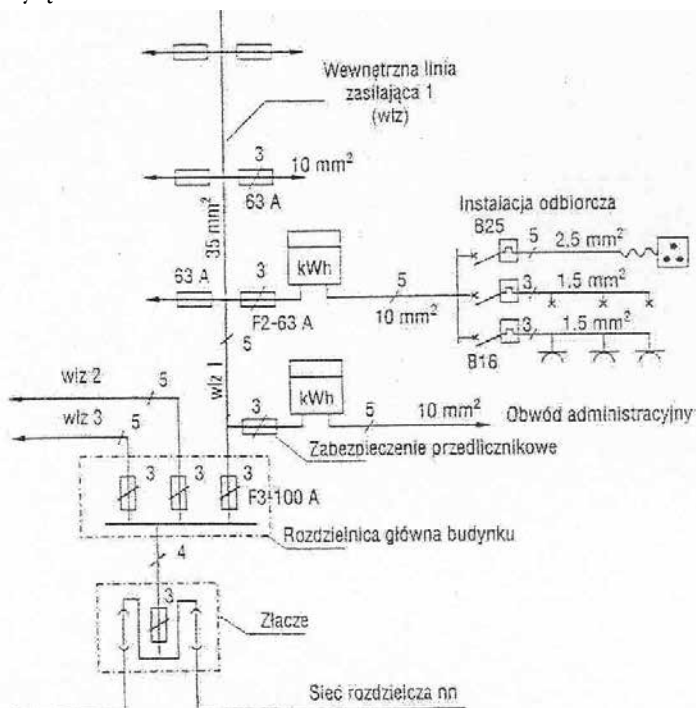 Wewnętrzna linia
zasilająca 1
(wlz)
3
10 mm²
63 A
35 mm²
Instalacja odbiorcza
B25
5
2,5 mm²
kWh
63 A
3
F2-63 A
5
10 mm²
3
1,5 mm²
3
1,5 mm²
B16
5
wlz 1
wlz 2
5
wlz 3
5
kWh
3
5
10 mm²
Obwód administracyjny
Zabezpieczenie przedlicznikowe
3
3
3
F3-100 A
Rozdzielnica główna budynku
4
3
Złącze
Sieć rozdzielcza nn